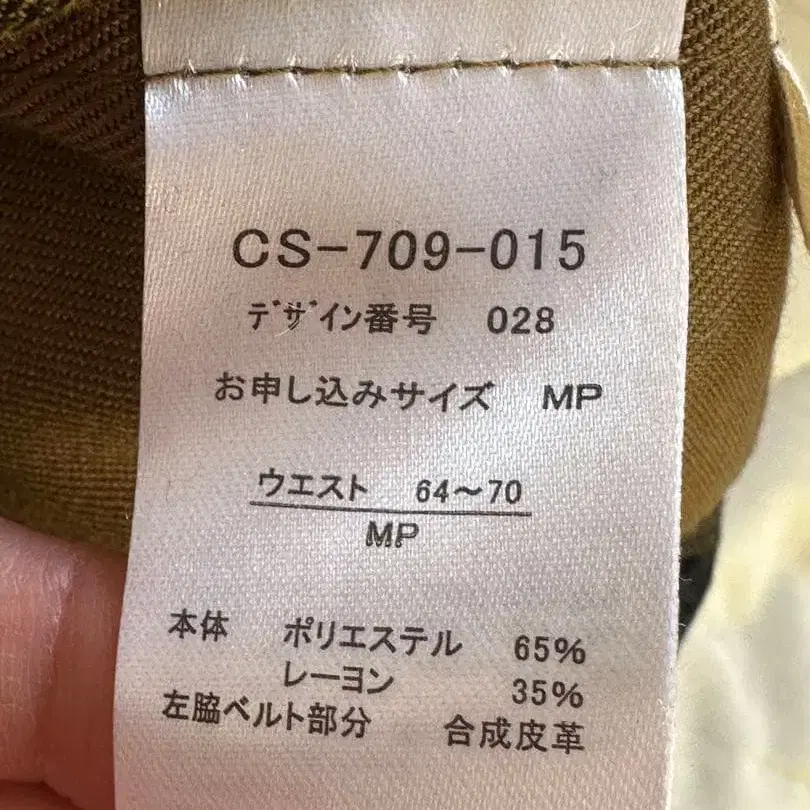 CS-709-015
ﾃﾞｻﾞｲﾝ番号 028
お申し込みサイズ MP
ウエスト 64～70
MP
本体 ポリエステル 65%
レーヨン 35%
左脇ベルト部分 合成皮革